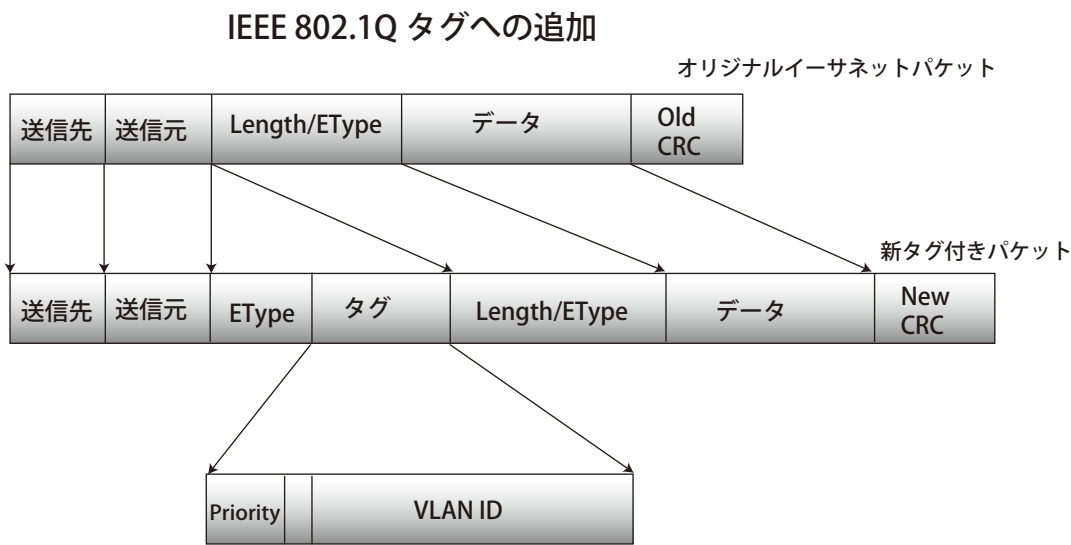 IEEE 802.1Q タグへの追加
オリジナルイーサネットパケット
送信先 送信元 Length/EType データ Old CRC
新タグ付きパケット
送信先 送信元 EType タグ Length/EType データ New CRC
Priority VLAN ID